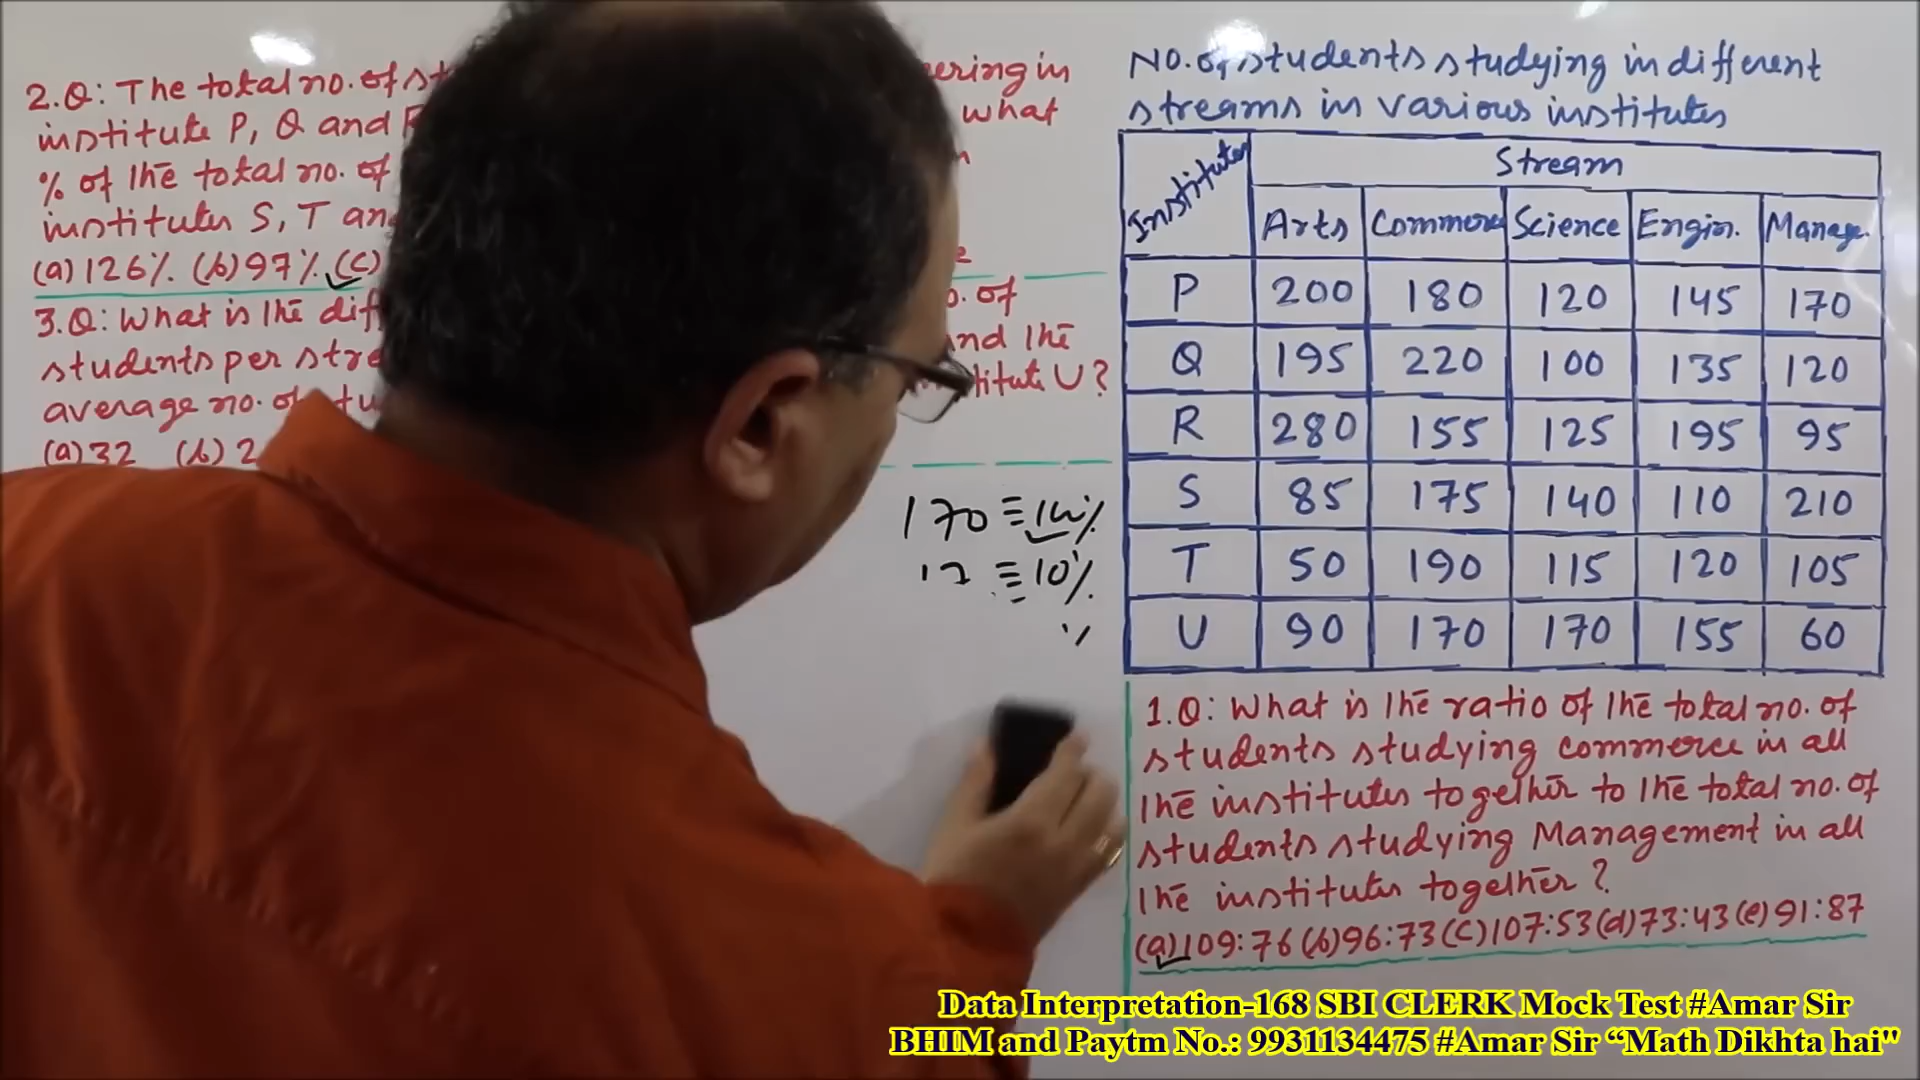 2.Q: The total no. of st
ering in
institute P, Q and
what
% of the total no. of
institutes S, T an
(a) 126%. (b) 97%. (c)
3.Q: What is the diff
o. of
students per stre
and the
average no. of stu
titute U?
(a) 32 (b) 2
170 ≡ 14%
17 ≡ 10%
%
No. of students studying in different
streams in various institutes
Institutes
Stream
Arts Commerce Science Engin. Manage.
P 200 180 120 145 170
Q 195 220 100 135 120
R 280 155 125 195 95
S 85 175 140 110 210
T 50 190 115 120 105
U 90 170 170 155 60
1.Q: What is the ratio of the total no. of
students studying commerce in all
the institutes together to the total no. of
students studying Management in all
the institutes together?
(a) 109:76 (b) 96:73 (c) 107:53 (d) 73:43 (e) 91:87
Data Interpretation-168 SBI CLERK Mock Test #Amar Sir
BHIM and Paytm No.: 9931134475 #Amar Sir “Math Dikhta hai"